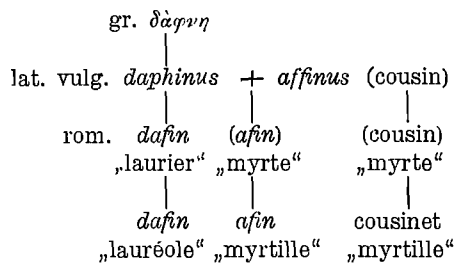 gr. δὰφνη
lat. vulg. daphinus + affinus (cousin)
rom. dafin (afin) (cousin)
„laurier“ „myrte“ „myrte“
dafin afin cousinet
„lauréole“ „myrtille“ „myrtille“